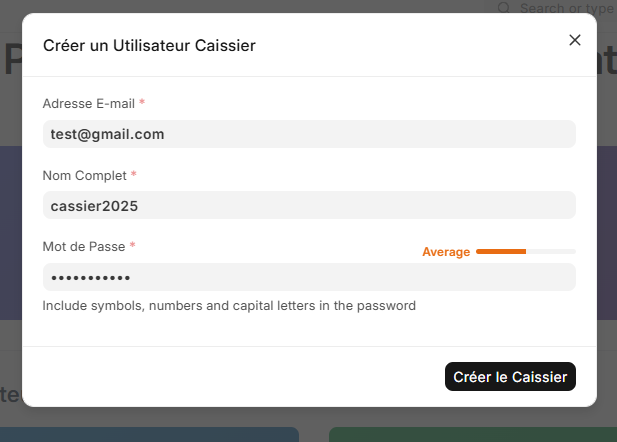 Search or type
Créer un Utilisateur Caissier
Adresse E-mail *
test@gmail.com
Nom Complet *
cassier2025
Mot de Passe *
Average
•••••••••••
Include symbols, numbers and capital letters in the password
Créer le Caissier